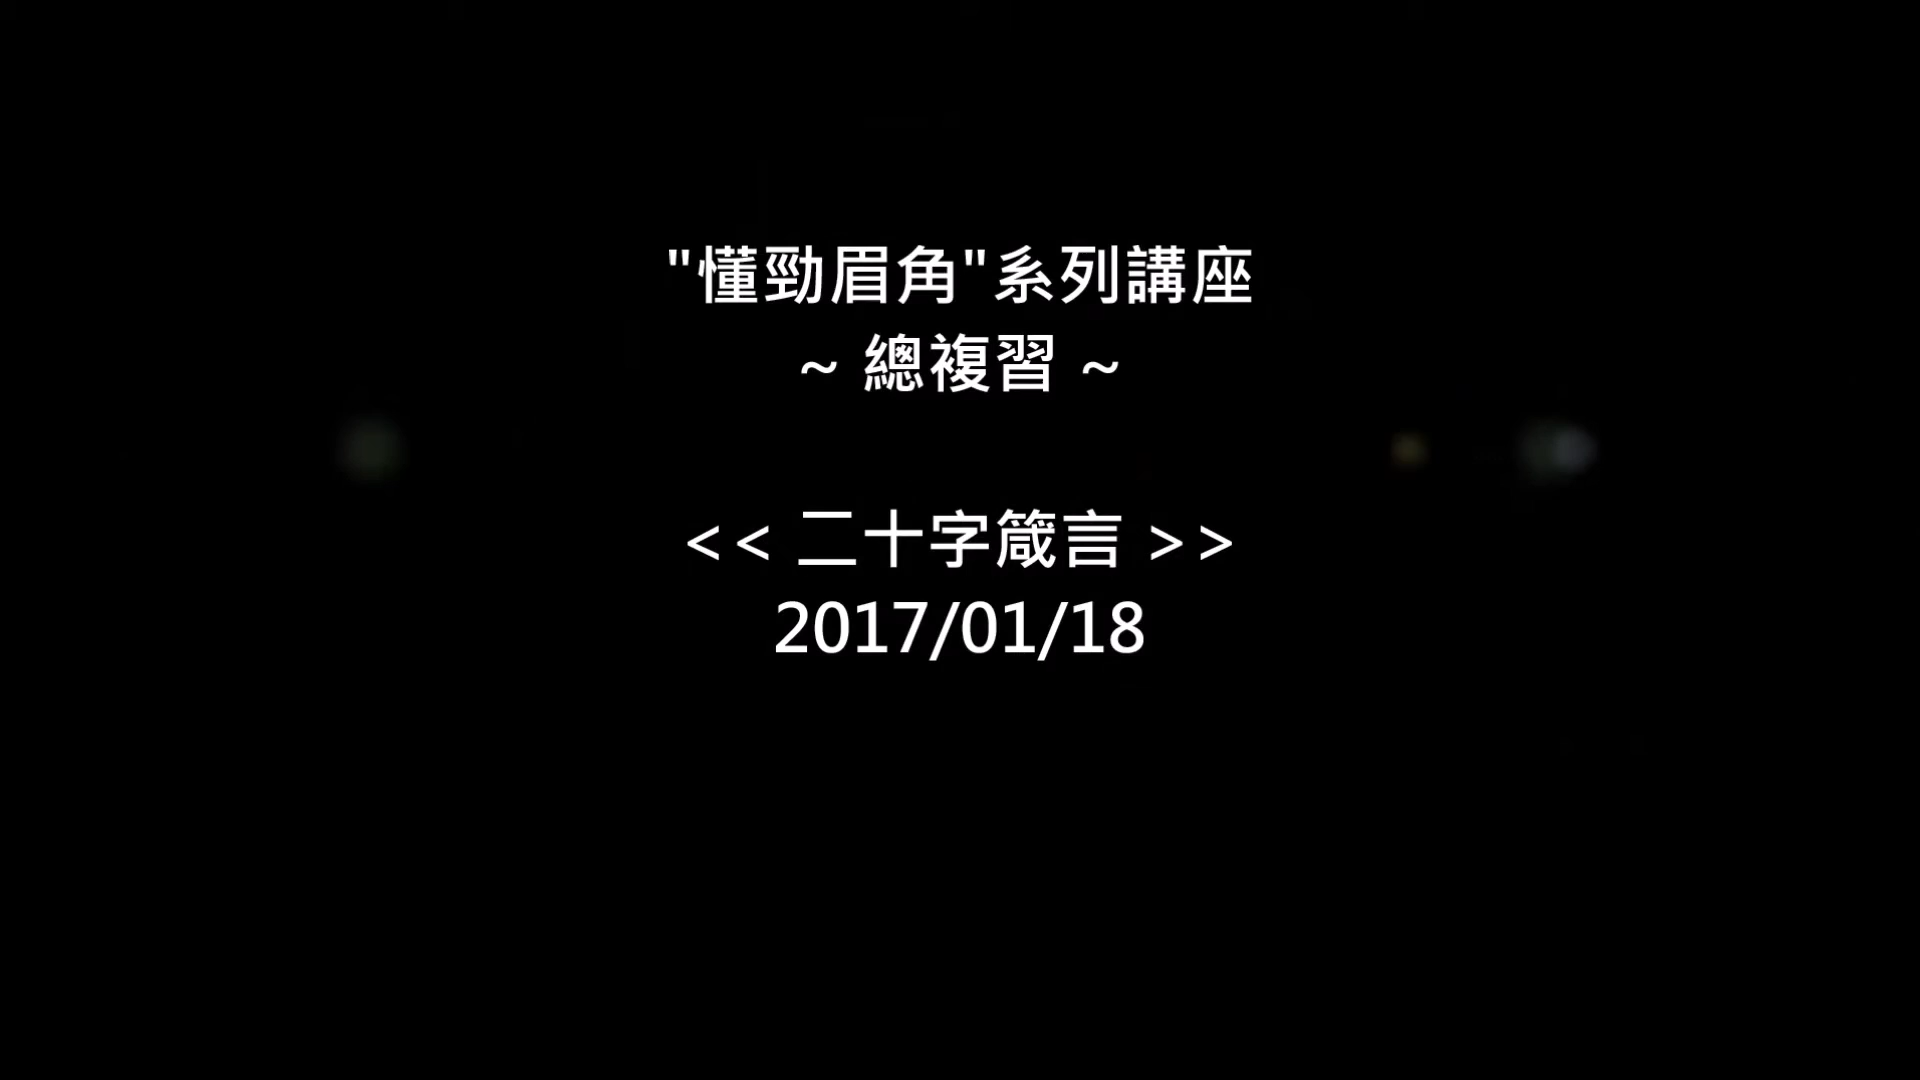 "懂勁眉角"系列講座
~ 總複習 ~
<< 二十字箴言 >>
2017/01/18